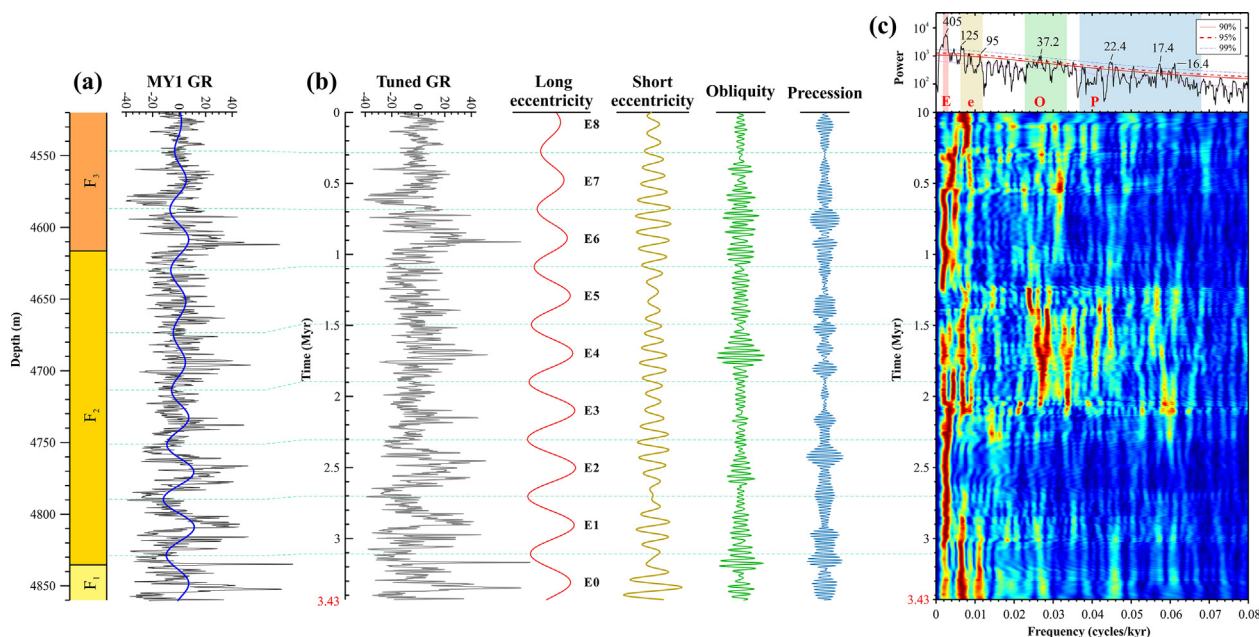 (a)
MY1 GR
40
20
0
-20
-40
Depth (m)
4550
4600
4650
4700
4750
4800
4850
F3
F2
F1
(b)
Tuned GR
Long eccentricity
Short eccentricity
Obliquity
Precession
40
20
0
-20
-40
Time (Myr)
0
0.5
1
1.5
2
2.5
3
3.43
E8
E7
E6
E5
E4
E3
E2
E1
E0
(c)
Power
10⁴
10³
10²
10
405
125
95
37.2
22.4
17.4
16.4
90%
95%
99%
E
e
O
P
Time (Myr)
0.5
1
1.5
2
2.5
3
3.43
0
0.01
0.02
0.03
0.04
0.05
0.06
0.07
0.08
Frequency (cycles/kyr)